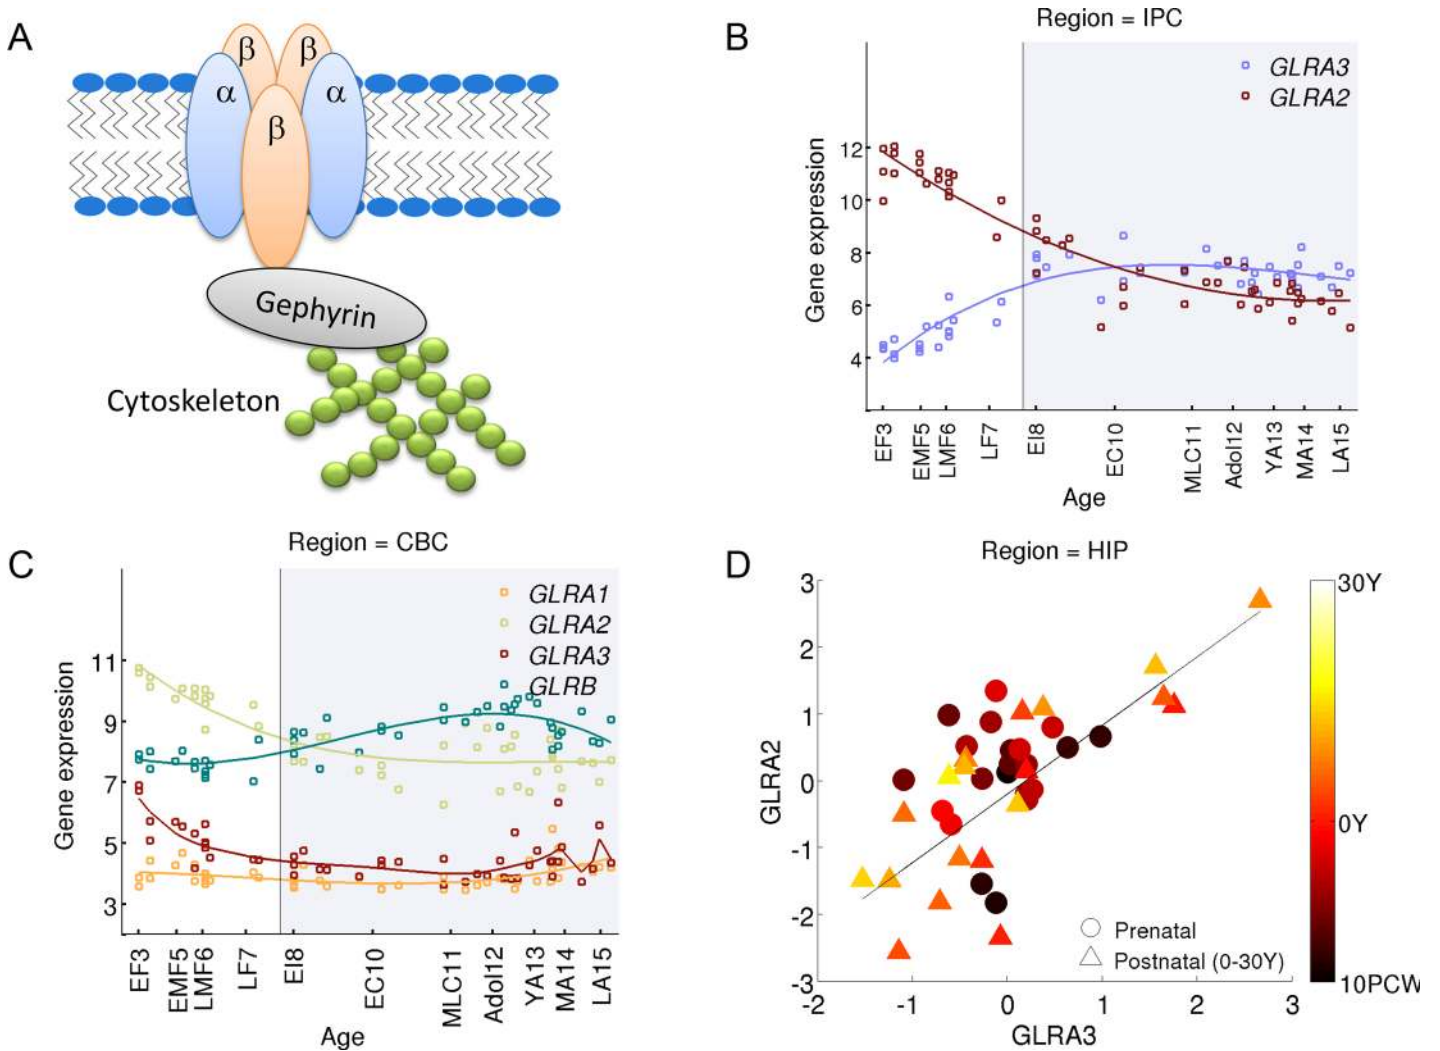 A
β β
α α
β
Gephyrin
Cytoskeleton
B
Region = IPC
GLRA3
GLRA2
Gene expression
12
10
8
6
4
EF3 EMF5 LMF6 LF7 EI8 EC10 MLC11 Adol12 YA13 MA14 LA15
Age
C
Region = CBC
GLRA1
GLRA2
GLRA3
GLRB
Gene expression
11
9
7
5
3
EF3 EMF5 LMF6 LF7 EI8 EC10 MLC11 Adol12 YA13 MA14 LA15
Age
D
Region = HIP
GLRA2
3
2
1
0
-1
-2
-3
Prenatal
Postnatal (0-30Y)
-2 -1 0 1 2 3
GLRA3
30Y
0Y
10PCW